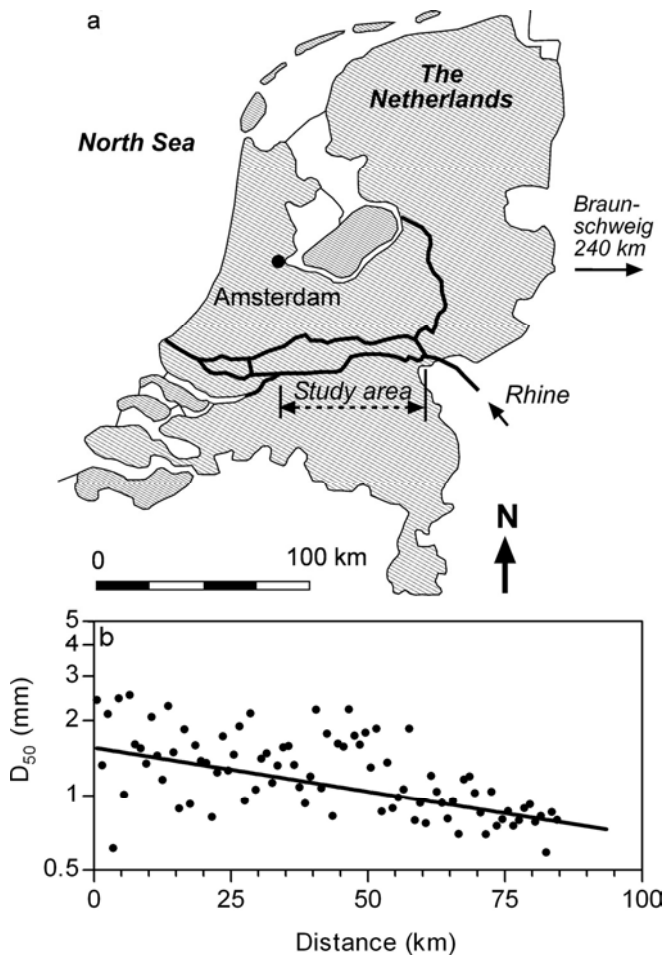 a
The
Netherlands
North Sea
Braun-
schweig
240 km
Amsterdam
Study area
Rhine
N
0
100 km
b
5
4
3
2
1
0.5
D50 (mm)
0
25
50
75
100
Distance (km)